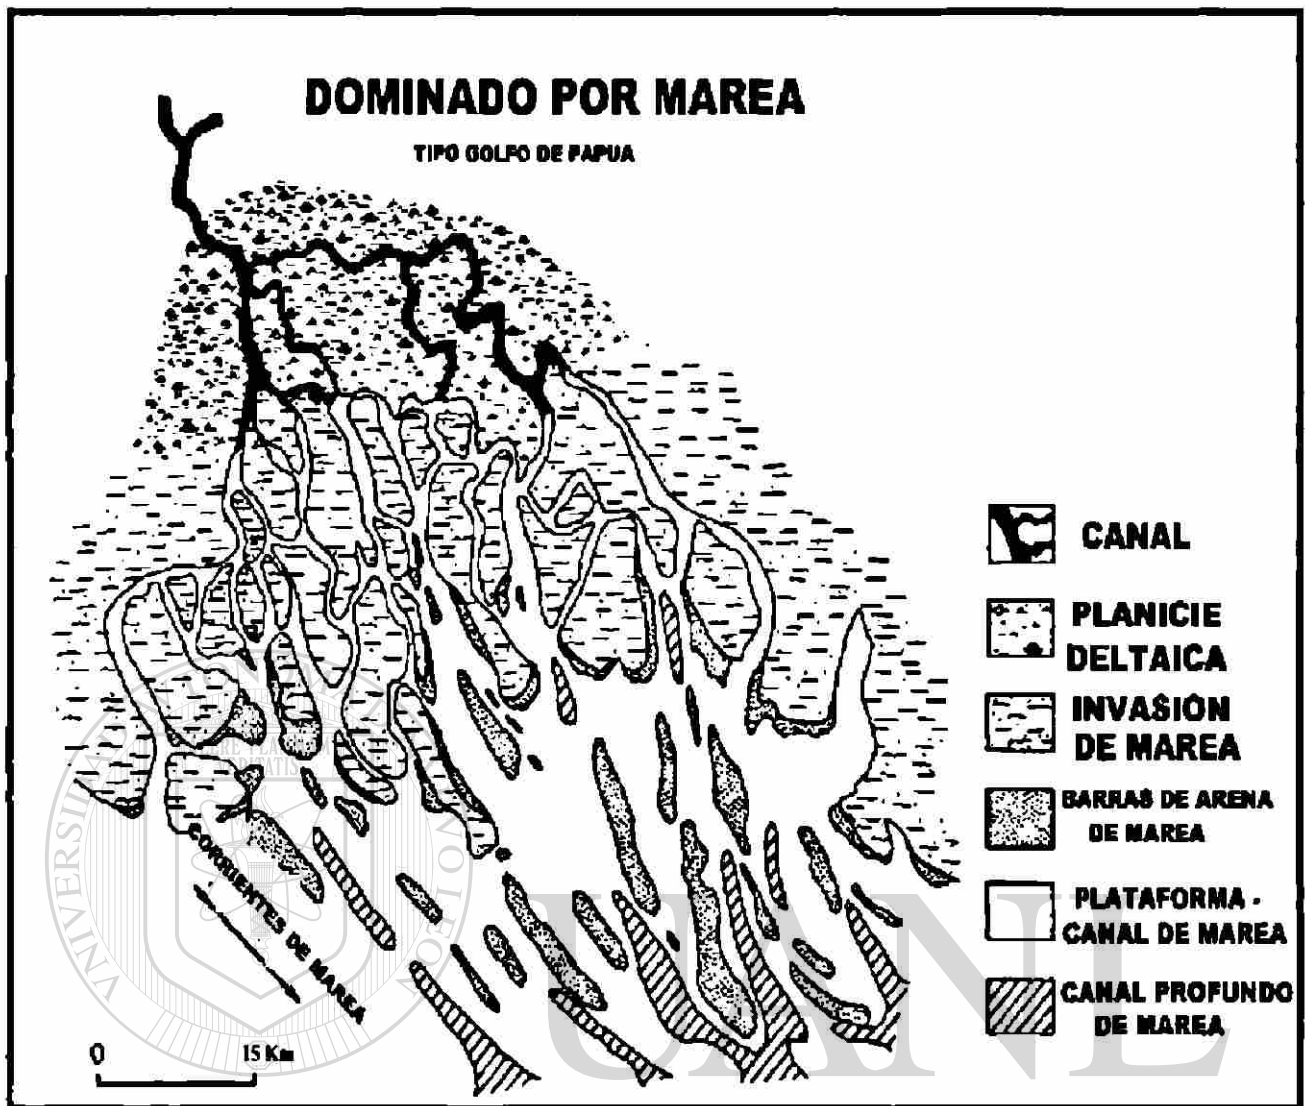 DOMINADO POR MAREA
TIPO GOLFO DE PAPUA
CANAL
PLANICIE
DELTAICA
INVASIÓN
DE MAREA
BARRAS DE ARENA
DE MAREA
PLATAFORMA -
CANAL DE MAREA
CANAL PROFUNDO
DE MAREA
CORRIENTES DE MAREA
0 15 Km
UANL